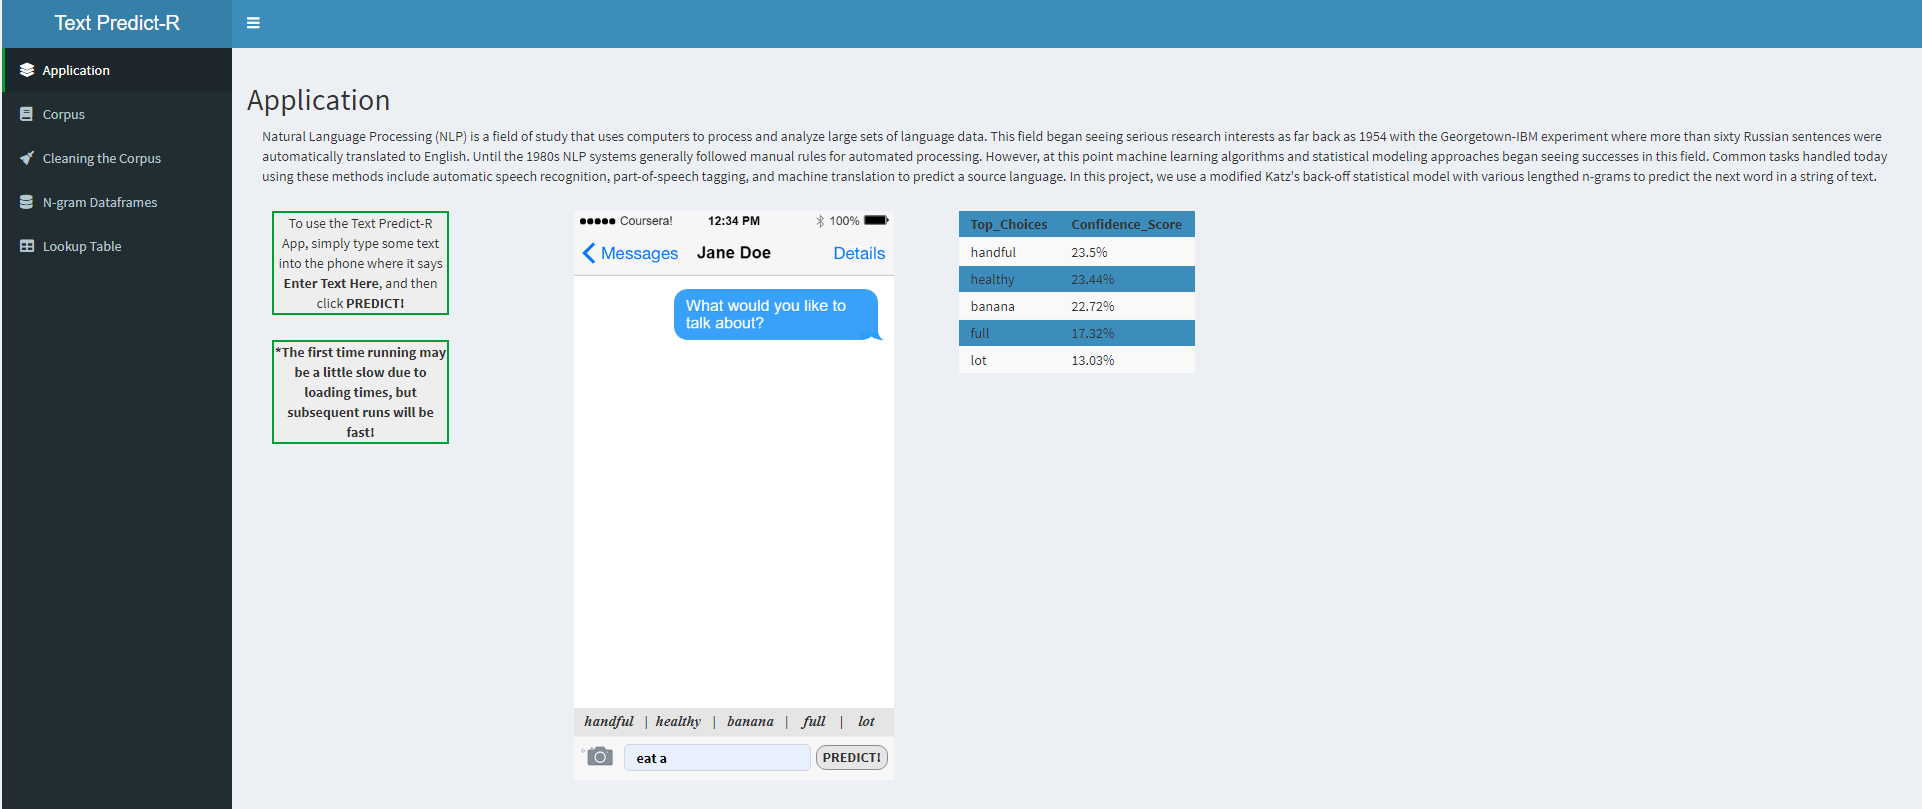 Text Predict-R
Application
Corpus
Cleaning the Corpus
N-gram Dataframes
Lookup Table
Application
Natural Language Processing (NLP) is a field of study that uses computers to process and analyze large sets of language data. This field began seeing serious research interests as far back as 1954 with the Georgetown-IBM experiment where more than sixty Russian sentences were
automatically translated to English. Until the 1980s NLP systems generally followed manual rules for automated processing. However, at this point machine learning algorithms and statistical modeling approaches began seeing successes in this field. Common tasks handled today
using these methods include automatic speech recognition, part-of-speech tagging, and machine translation to predict a source language. In this project, we use a modified Katz's back-off statistical model with various lengthed n-grams to predict the next word in a string of text.
To use the Text Predict-R
App, simply type some text
into the phone where it says
Enter Text Here, and then
click PREDICT!
*The first time running may
be a little slow due to
loading times, but
subsequent runs will be
fast!
Coursera! 12:34 PM 100%
Messages Jane Doe Details
What would you like to
talk about?
handful | healthy | banana | full | lot
eat a PREDICT!
Top_Choices Confidence_Score
handful 23.5%
healthy 23.44%
banana 22.72%
full 17.32%
lot 13.03%